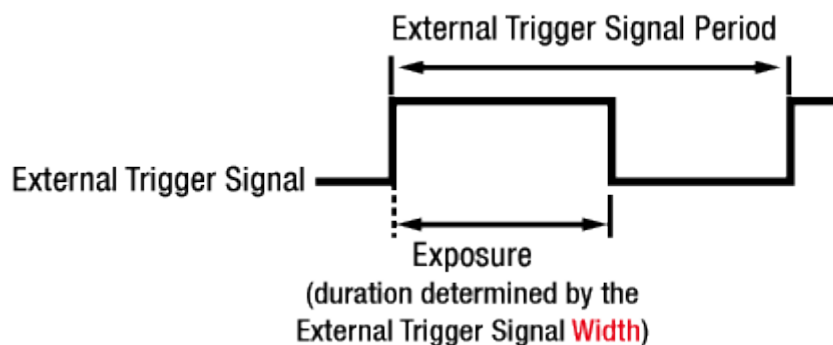 External Trigger Signal Period
External Trigger Signal
Exposure
(duration determined by the
External Trigger Signal Width)